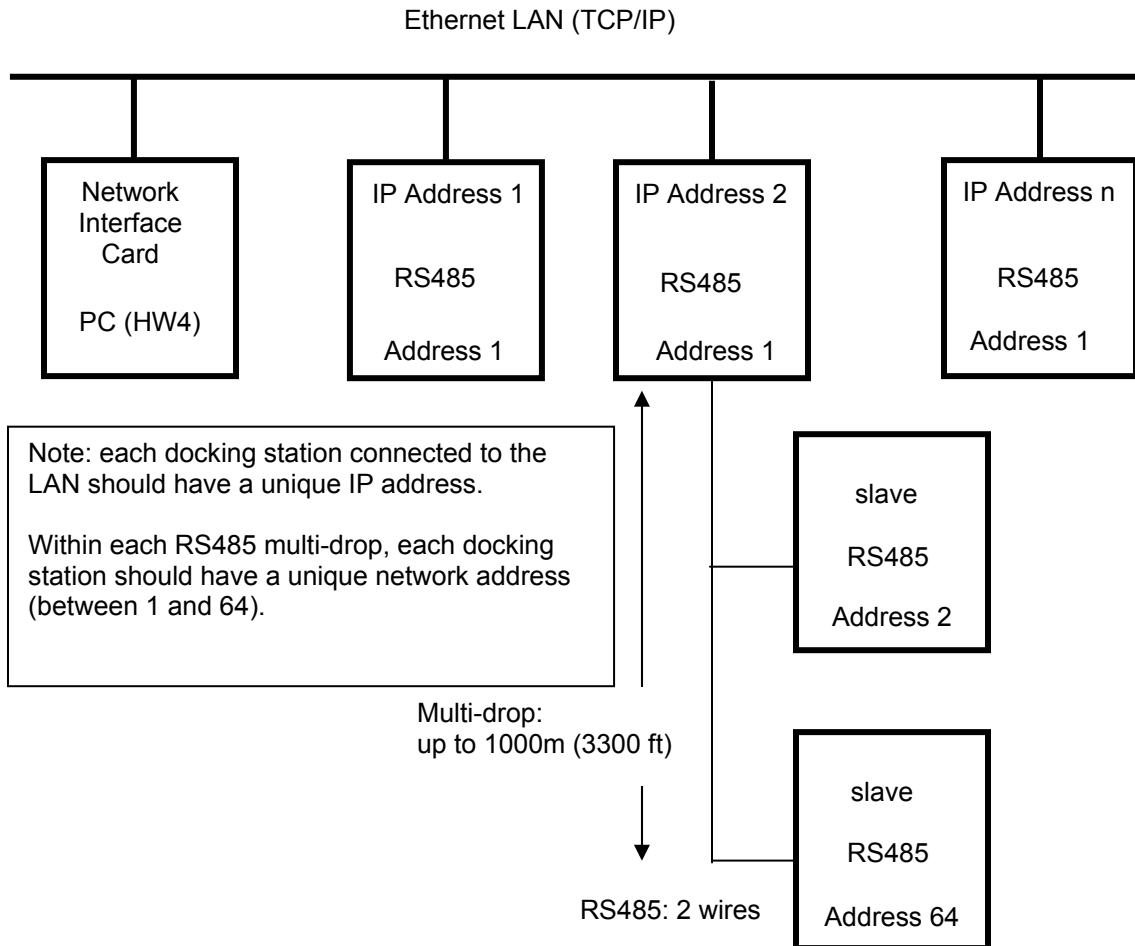 Ethernet LAN (TCP/IP)
Network
Interface
Card
PC (HW4)
IP Address 1
RS485
Address 1
IP Address 2
RS485
Address 1
IP Address n
RS485
Address 1
Note: each docking station connected to the
LAN should have a unique IP address.
Within each RS485 multi-drop, each docking
station should have a unique network address
(between 1 and 64).
slave
RS485
Address 2
Multi-drop:
up to 1000m (3300 ft)
slave
RS485
Address 64
RS485: 2 wires